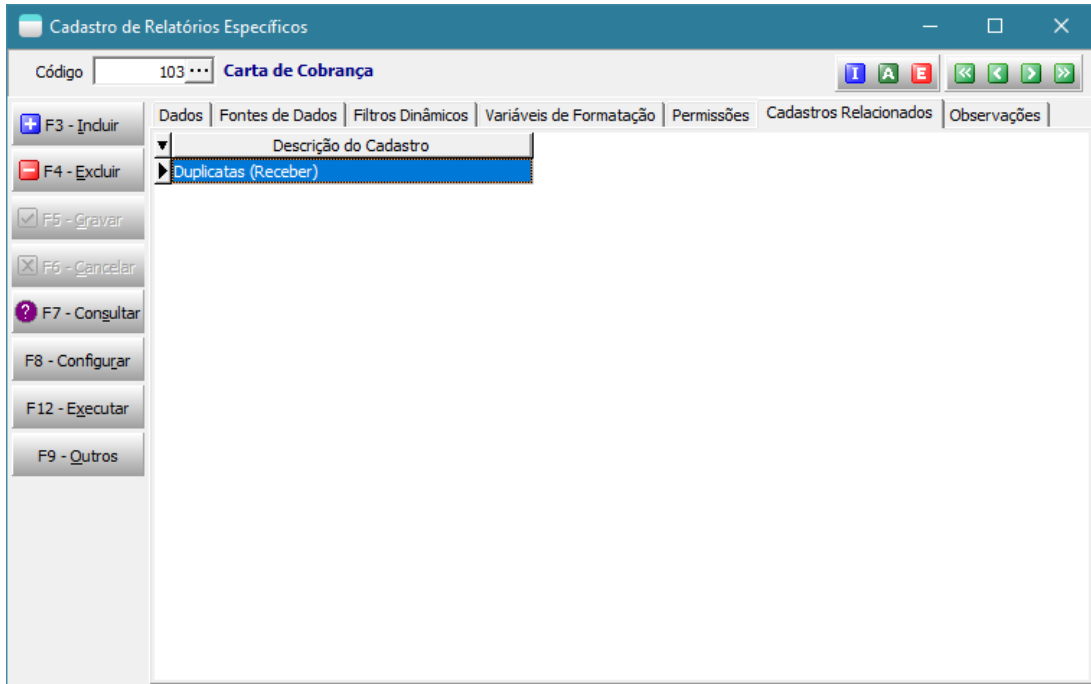 Cadastro de Relatórios Específicos
Código 103 ... Carta de Cobrança I A E
F3 - Incluir
F4 - Excluir
F5 - Gravar
F6 - Cancelar
F7 - Consultar
F8 - Configurar
F12 - Executar
F9 - Outros
Dados Fontes de Dados Filtros Dinâmicos Variáveis de Formatação Permissões Cadastros Relacionados Observações
Descrição do Cadastro
Duplicatas (Receber)